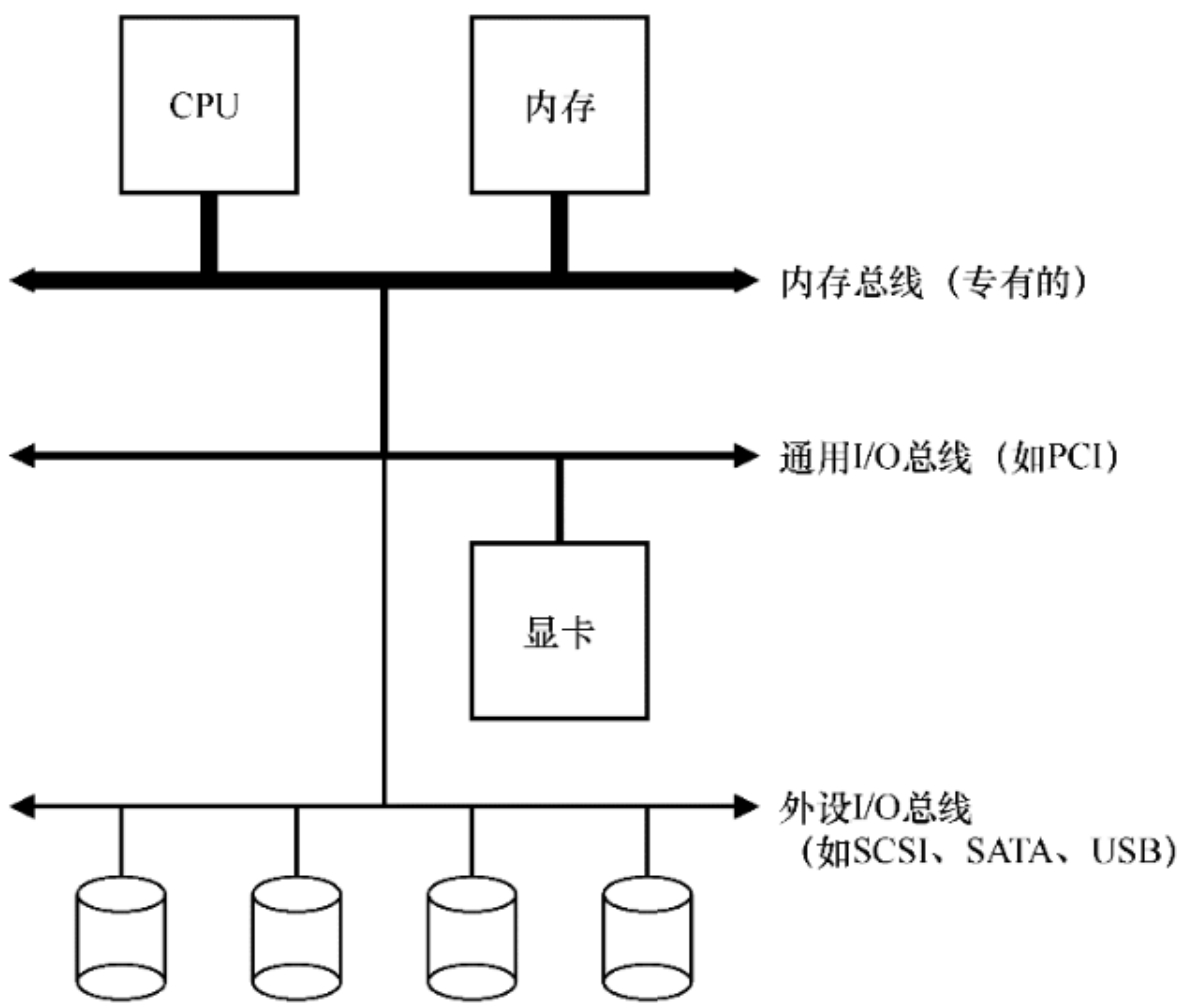 CPU
内存
内存总线（专有的）
通用I/O总线（如PCI）
显卡
外设I/O总线
（如SCSI、SATA、USB）